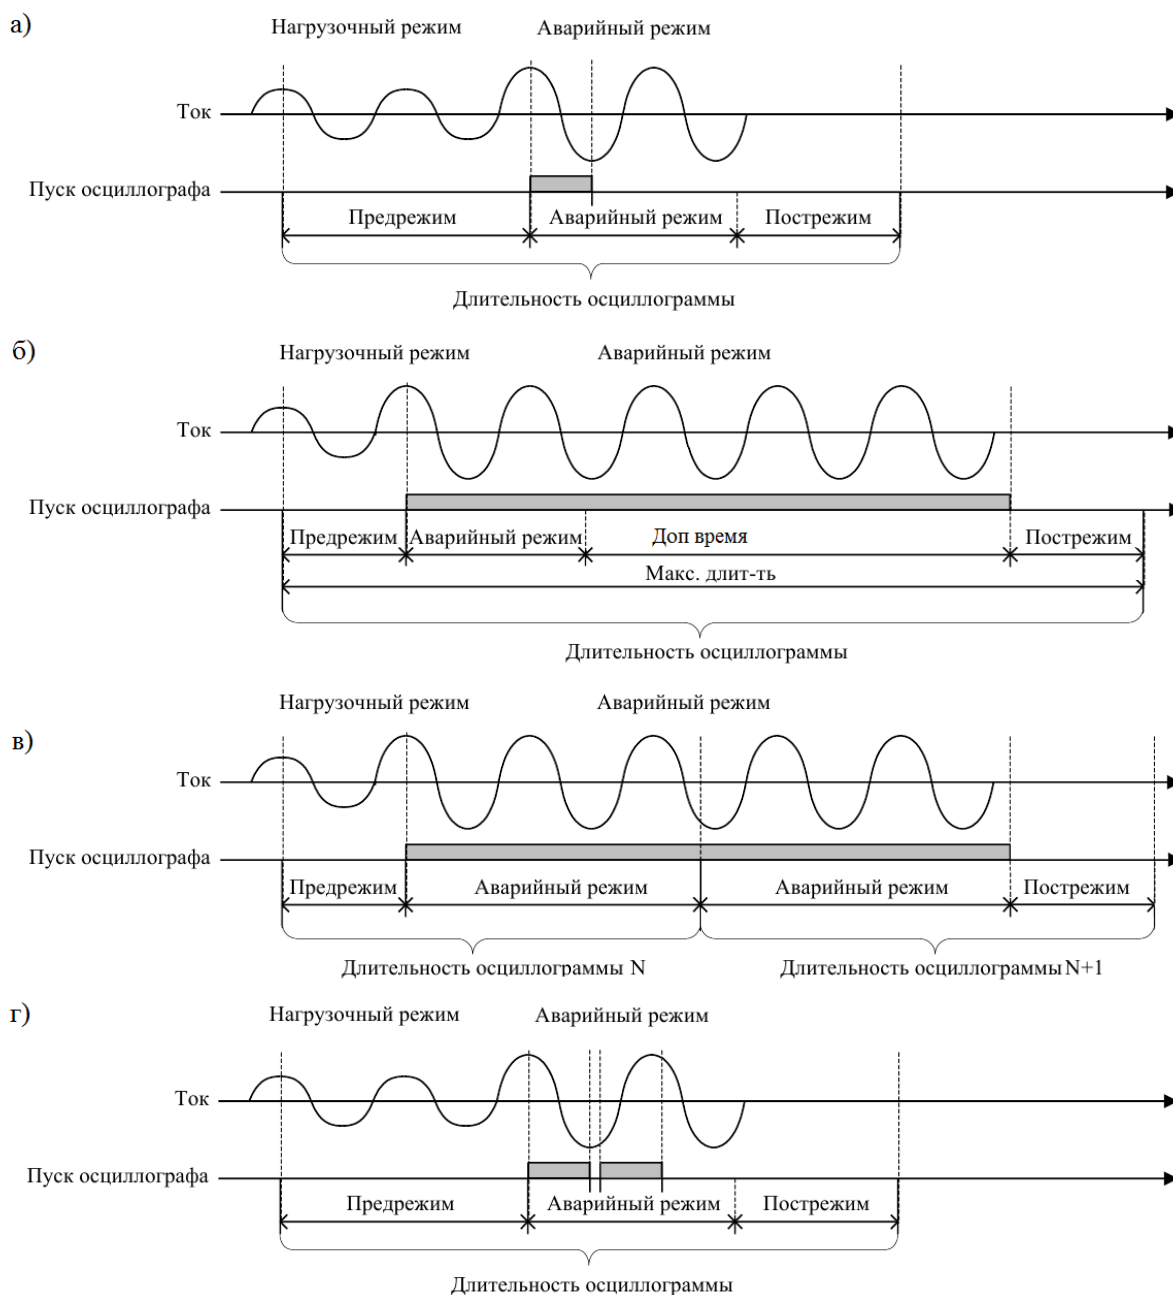 а)
Нагрузочный режим Аварийный режим
Ток
Пуск осциллографа
Предрежим Аварийный режим Пострежим
Длительность осциллограммы
б)
Нагрузочный режим Аварийный режим
Ток
Пуск осциллографа
Предрежим Аварийный режим Доп время Пострежим
Макс. длит-ть
Длительность осциллограммы
в)
Нагрузочный режим Аварийный режим
Ток
Пуск осциллографа
Предрежим Аварийный режим Аварийный режим Пострежим
Длительность осциллограммы N Длительность осциллограммы N+1
г)
Нагрузочный режим Аварийный режим
Ток
Пуск осциллографа
Предрежим Аварийный режим Пострежим
Длительность осциллограммы